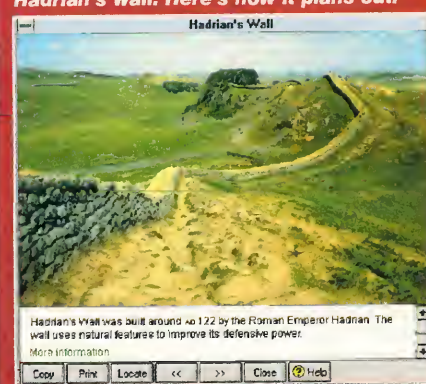 Hadrian's Wall. Here's how it pans out.
Hadrian's Wall
Hadrian's Wall was built around AD 122 by the Roman Emperor Hadrian. The
wall uses natural features to improve its defensive power.
More information
Copy Print Locate << >> Close ? Help